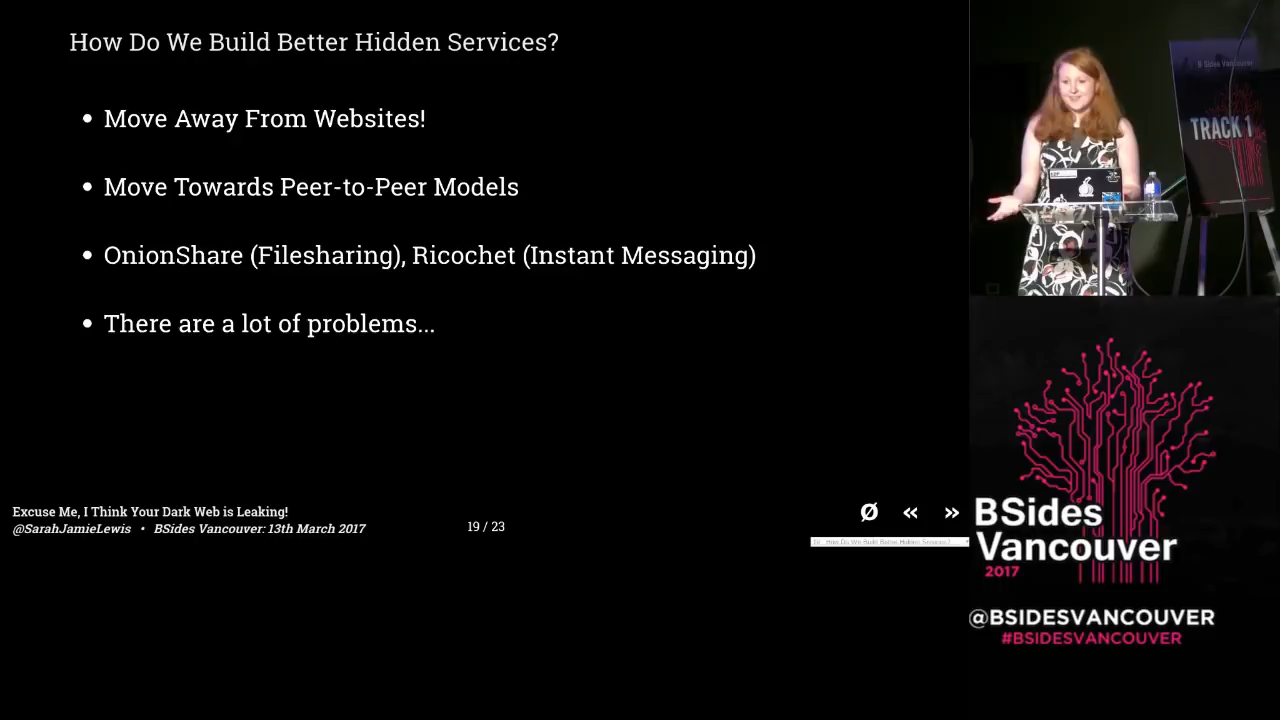 How Do We Build Better Hidden Services?
• Move Away From Websites!
• Move Towards Peer-to-Peer Models
• OnionShare (Filesharing), Ricochet (Instant Messaging)
• There are a lot of problems...
Excuse Me, I Think Your Dark Web is Leaking!
@SarahJamieLewis • BSides Vancouver: 13th March 2017
19 / 23
Ø « »
B Sides Vancouver
TRACK 1
BSides
Vancouver
2017
@BSIDESVANCOUVER
#BSIDESVANCOUVER